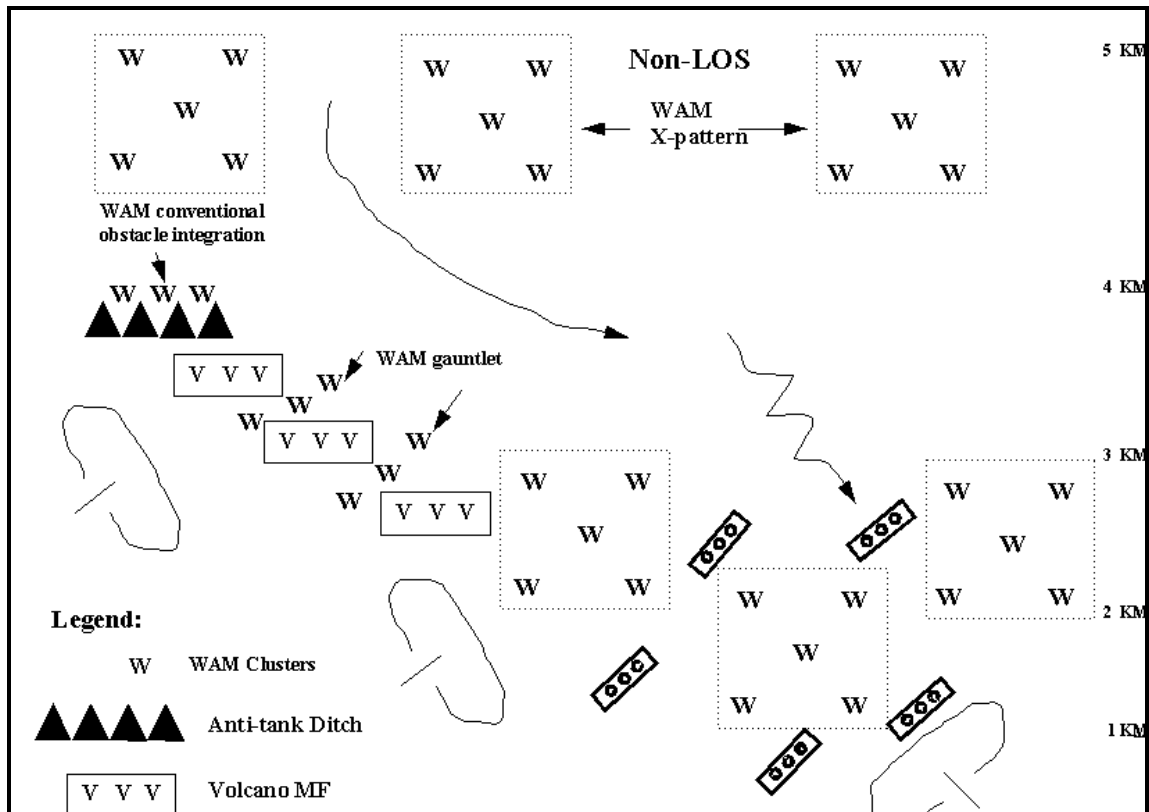 W W
W
W W
W W
W
W W
Non-LOS
WAM
X-pattern
W W
W
W W
5 KM
WAM conventional
obstacle integration
W W W
4 KM
V V V
WAM gauntlet
W
W
W
V V V
W
W
W
V V V
3 KM
W W
W
W W
W W
W
W W
W W
W
W W
2 KM
1 KM
Legend:
W WAM Clusters
Anti-tank Ditch
V V V Volcano MF